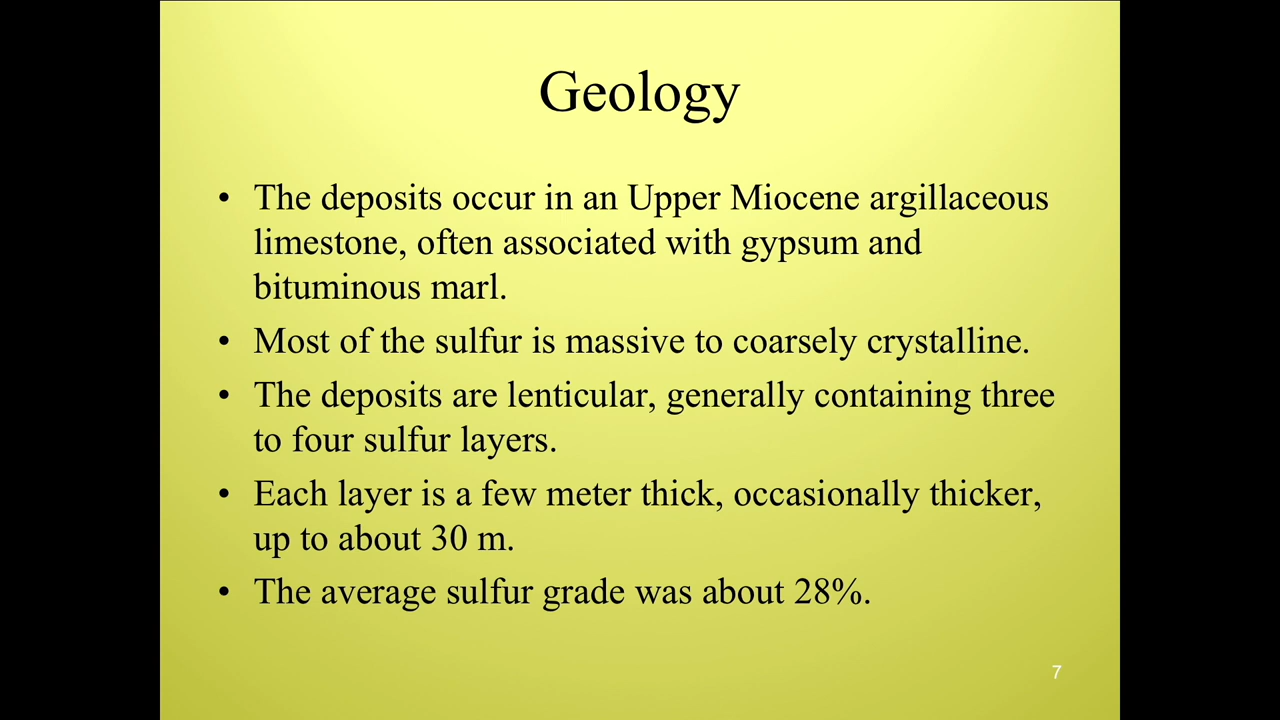 Geology
• The deposits occur in an Upper Miocene argillaceous
limestone, often associated with gypsum and
bituminous marl.
• Most of the sulfur is massive to coarsely crystalline.
• The deposits are lenticular, generally containing three
to four sulfur layers.
• Each layer is a few meter thick, occasionally thicker,
up to about 30 m.
• The average sulfur grade was about 28%.
7